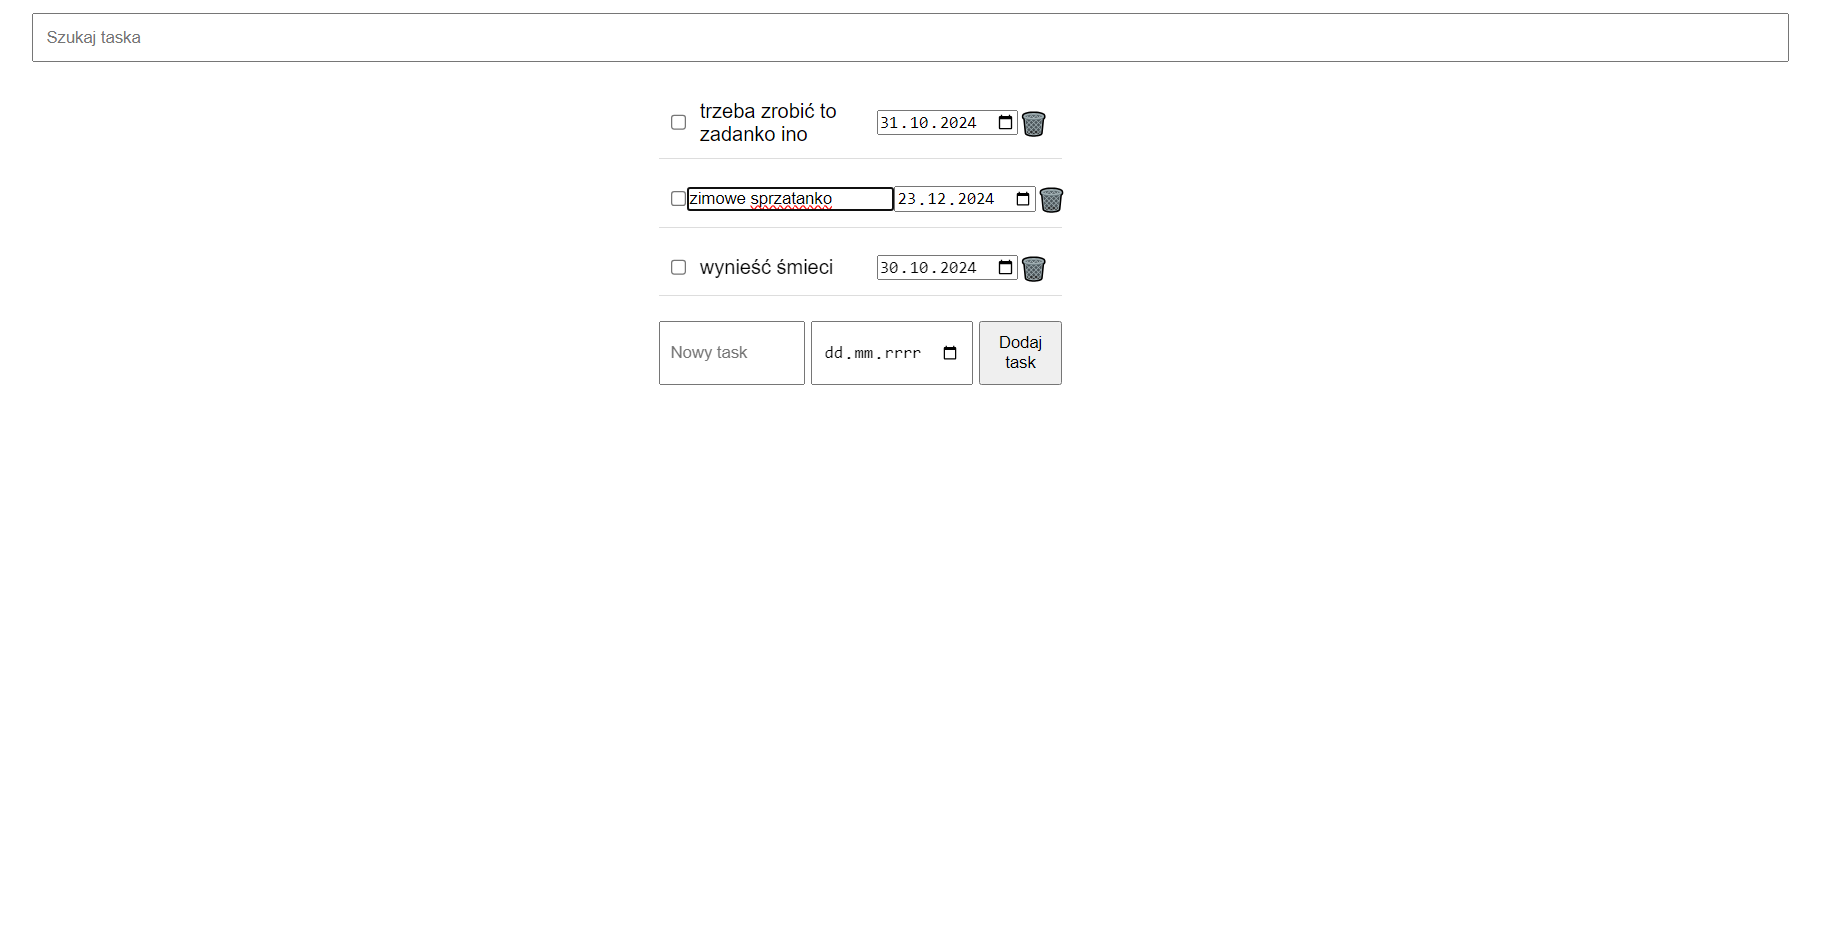 Szukaj taska
trzeba zrobić to
zadanko ino
31.10.2024
zimowe sprzatanko
23.12.2024
wynieść śmieci
30.10.2024
Nowy task
dd.mm.rrrr
Dodaj
task